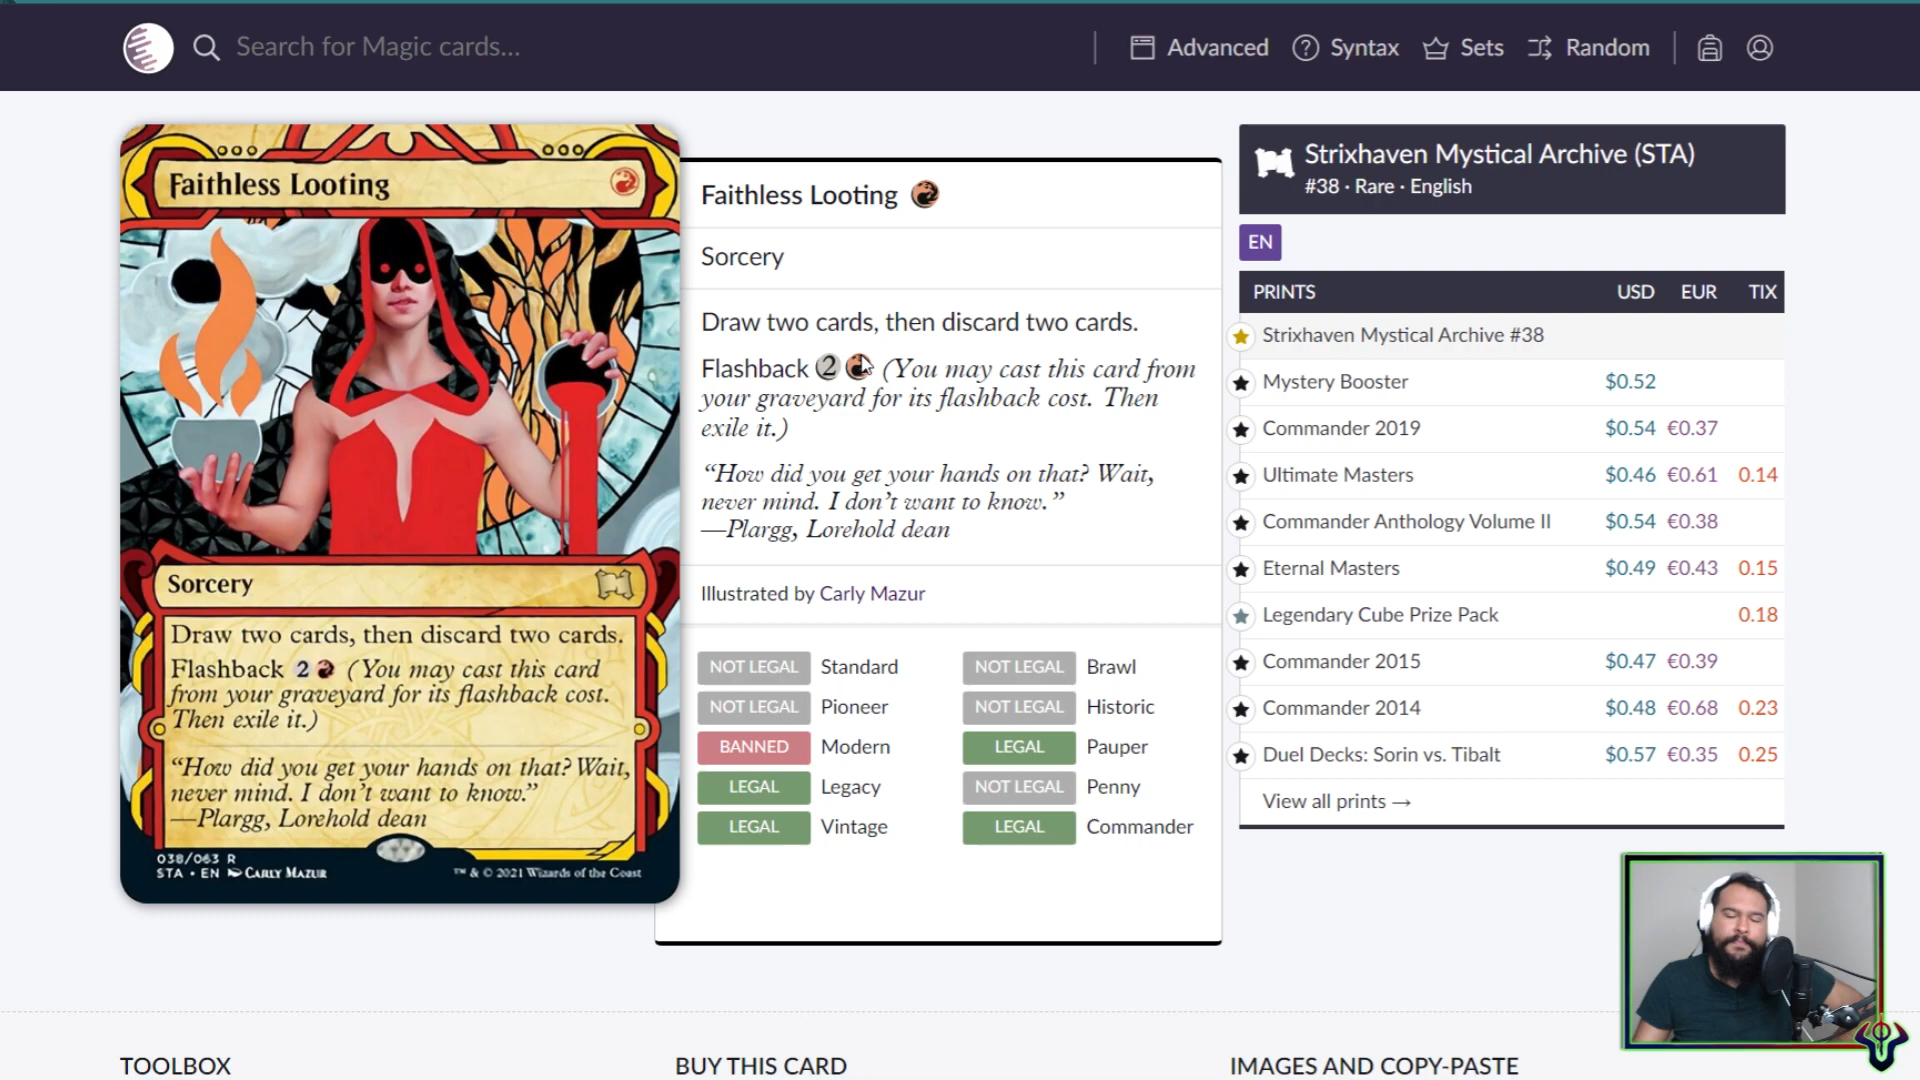 Search for Magic cards...
Advanced
Syntax
Sets
Random
Faithless Looting
Sorcery
Draw two cards, then discard two cards.
Flashback 2 (You may cast this card
from your graveyard for its flashback cost.
Then exile it.)
“How did you get your hands on that? Wait,
never mind. I don’t want to know.”
—Plargg, Lorehold dean
038/063 R
STA • EN Carly Mazur
™ & © 2021 Wizards of the Coast
Faithless Looting
Sorcery
Draw two cards, then discard two cards.
Flashback 2 (You may cast this card from
your graveyard for its flashback cost. Then
exile it.)
“How did you get your hands on that? Wait,
never mind. I don’t want to know.”
—Plargg, Lorehold dean
Illustrated by Carly Mazur
NOT LEGAL Standard NOT LEGAL Brawl
NOT LEGAL Pioneer NOT LEGAL Historic
BANNED Modern LEGAL Pauper
LEGAL Legacy NOT LEGAL Penny
LEGAL Vintage LEGAL Commander
Strixhaven Mystical Archive (STA)
#38 · Rare · English
EN
PRINTS USD EUR TIX
Strixhaven Mystical Archive #38
Mystery Booster $0.52
Commander 2019 $0.54 €0.37
Ultimate Masters $0.46 €0.61 0.14
Commander Anthology Volume II $0.54 €0.38
Eternal Masters $0.49 €0.43 0.15
Legendary Cube Prize Pack 0.18
Commander 2015 $0.47 €0.39
Commander 2014 $0.48 €0.68 0.23
Duel Decks: Sorin vs. Tibalt $0.57 €0.35 0.25
View all prints →
TOOLBOX
BUY THIS CARD
IMAGES AND COPY-PASTE